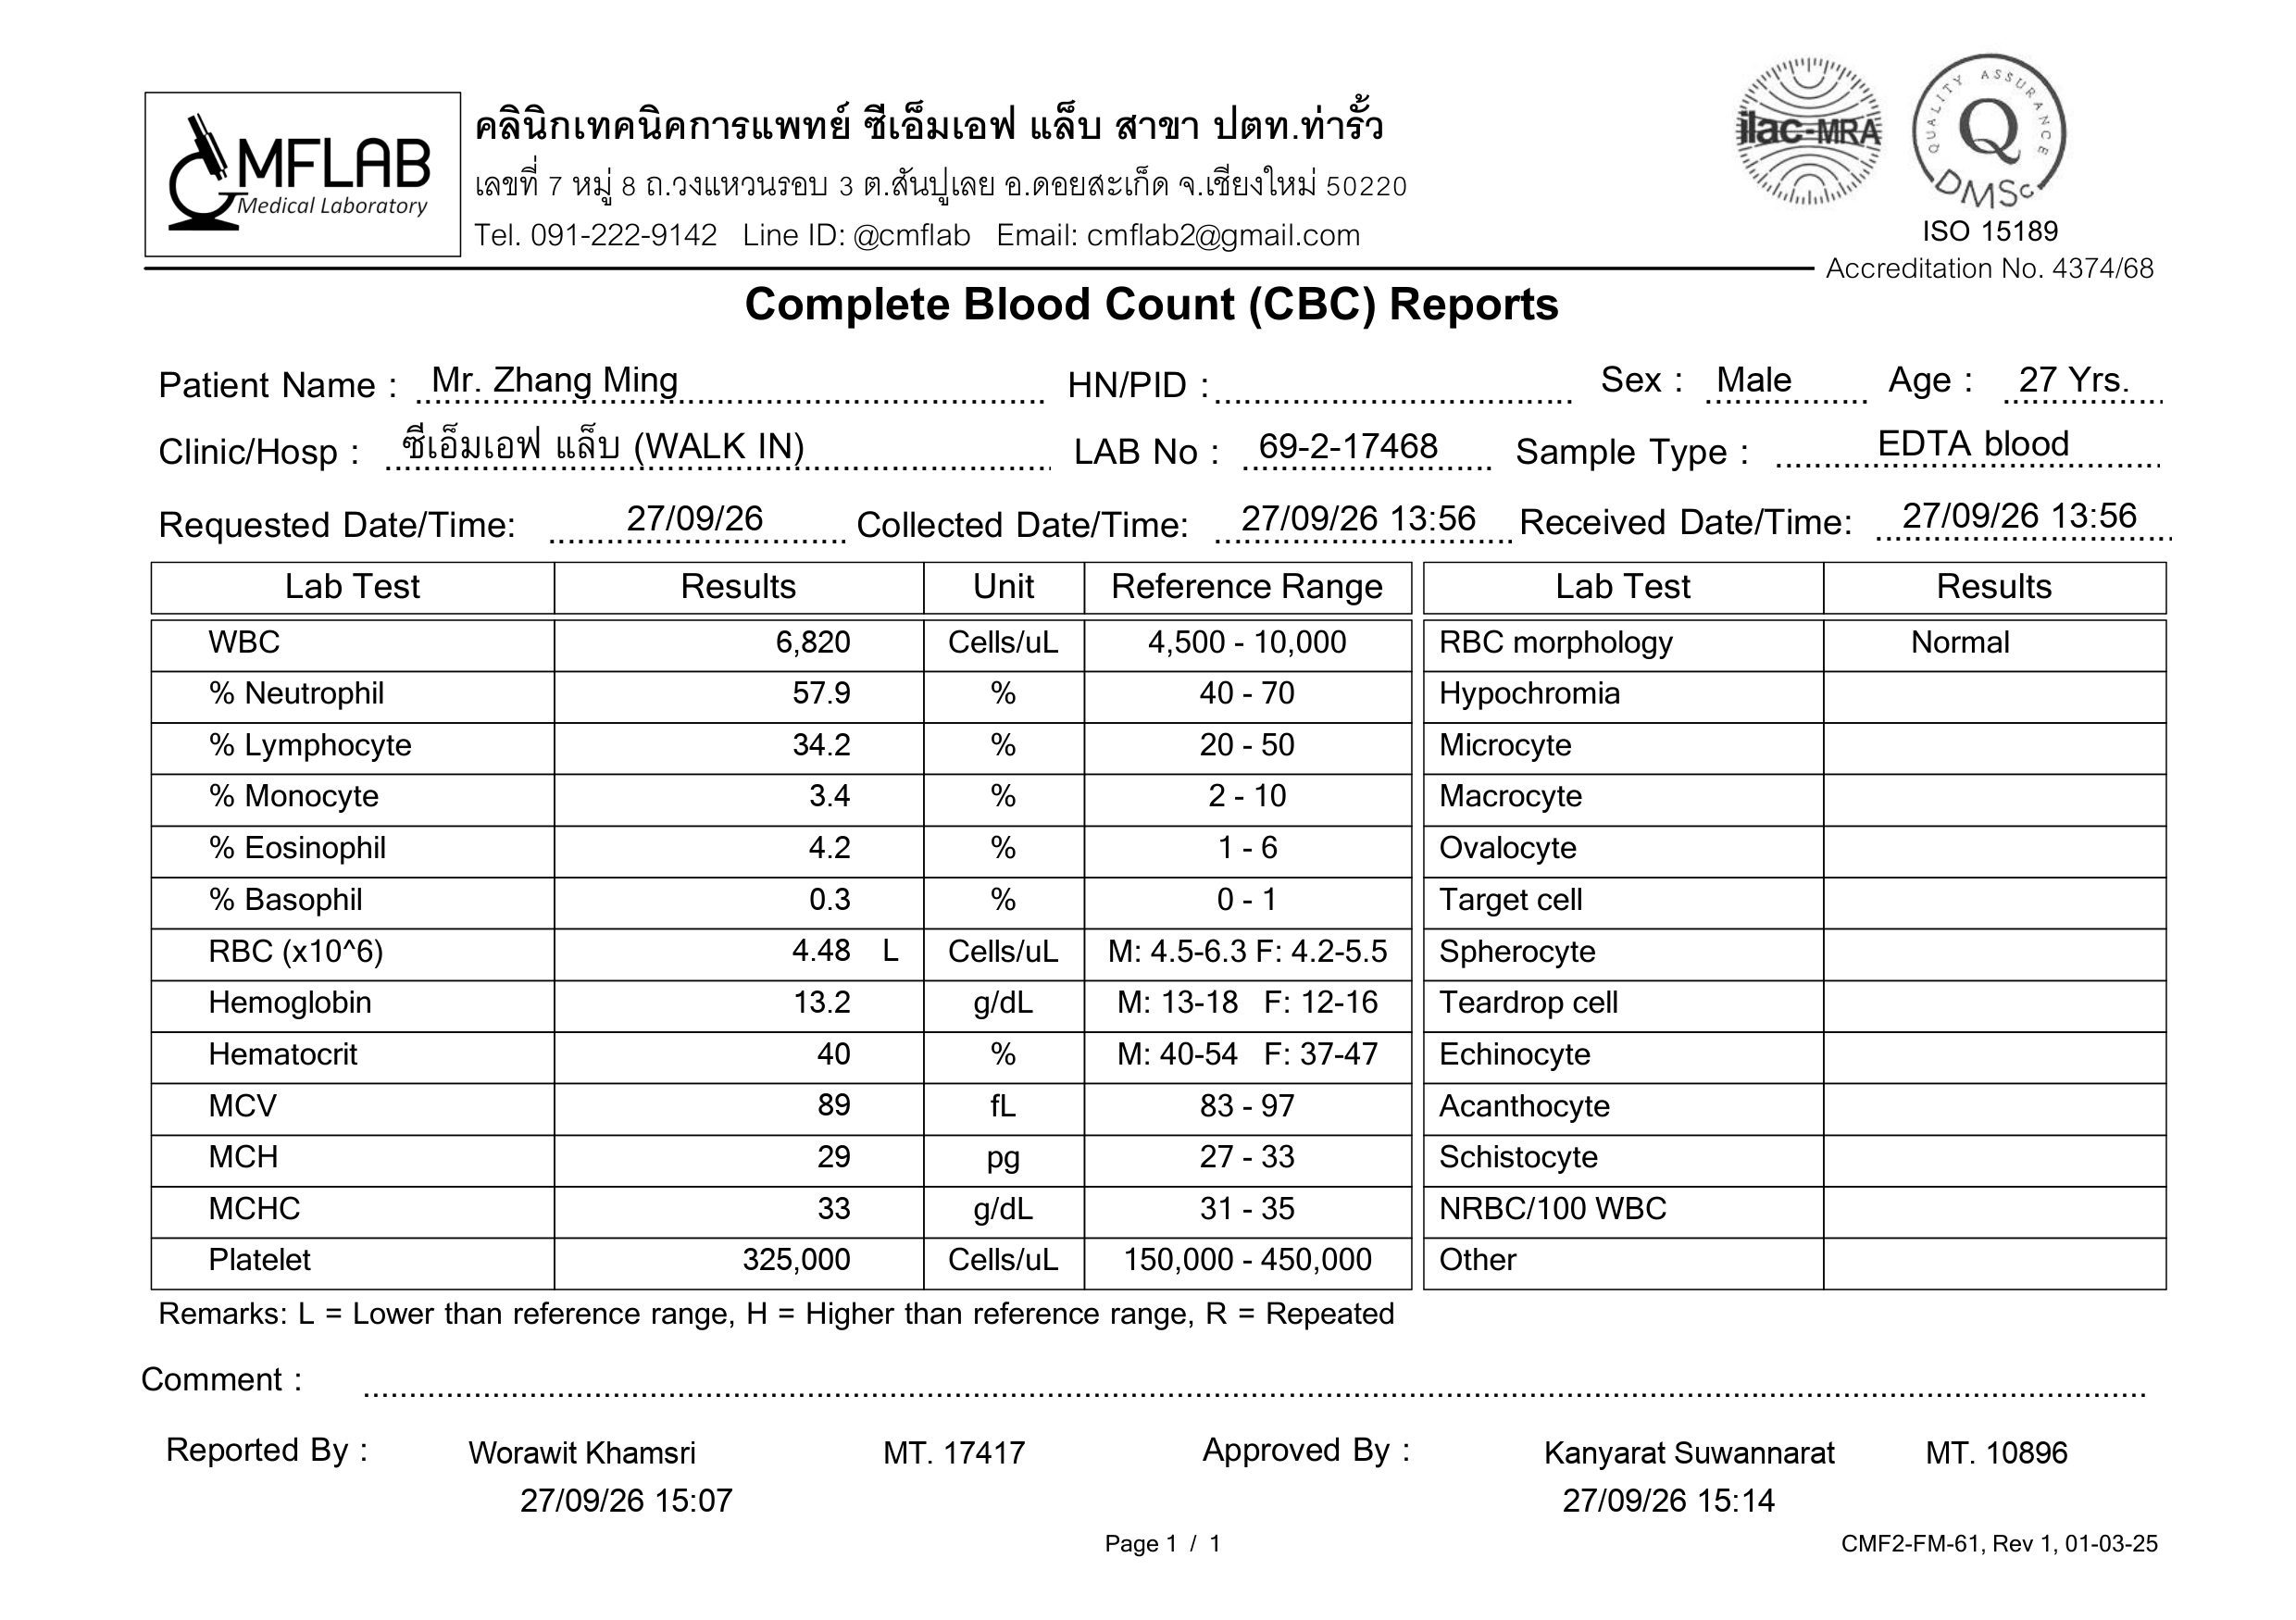 MFLAB
Medical Laboratory
คลินิกเทคนิคการแพทย์ ซีเอ็มเอฟ แล็บ สาขา ปตท.ท่ารั้ว
เลขที่ 7 หมู่ 8 ถ.วงแหวนรอบ 3 ต.สันปูเลย อ.ดอยสะเก็ด จ.เชียงใหม่ 50220
Tel. 091-222-9142 Line ID: @cmflab Email: cmflab2@gmail.com
ilac-MRA
QUALITY ASSURANCE
Q
DMSc
ISO 15189
Accreditation No. 4374/68
Complete Blood Count (CBC) Reports
Patient Name : Mr. Zhang Ming HN/PID : Sex : Male Age : 27 Yrs.
Clinic/Hosp : ซีเอ็มเอฟ แล็บ (WALK IN) LAB No : 69-2-17468 Sample Type : EDTA blood
Requested Date/Time: 27/09/26 Collected Date/Time: 27/09/26 13:56 Received Date/Time: 27/09/26 13:56
Lab Test Results Unit Reference Range Lab Test Results
WBC 6,820 Cells/uL 4,500 - 10,000 RBC morphology Normal
% Neutrophil 57.9 % 40 - 70 Hypochromia
% Lymphocyte 34.2 % 20 - 50 Microcyte
% Monocyte 3.4 % 2 - 10 Macrocyte
% Eosinophil 4.2 % 1 - 6 Ovalocyte
% Basophil 0.3 % 0 - 1 Target cell
RBC (x10^6) 4.48 L Cells/uL M: 4.5-6.3 F: 4.2-5.5 Spherocyte
Hemoglobin 13.2 g/dL M: 13-18 F: 12-16 Teardrop cell
Hematocrit 40 % M: 40-54 F: 37-47 Echinocyte
MCV 89 fL 83 - 97 Acanthocyte
MCH 29 pg 27 - 33 Schistocyte
MCHC 33 g/dL 31 - 35 NRBC/100 WBC
Platelet 325,000 Cells/uL 150,000 - 450,000 Other
Remarks: L = Lower than reference range, H = Higher than reference range, R = Repeated
Comment :
Reported By : Worawit Khamsri MT. 17417 Approved By : Kanyarat Suwannarat MT. 10896
27/09/26 15:07 27/09/26 15:14
Page 1 / 1 CMF2-FM-61, Rev 1, 01-03-25